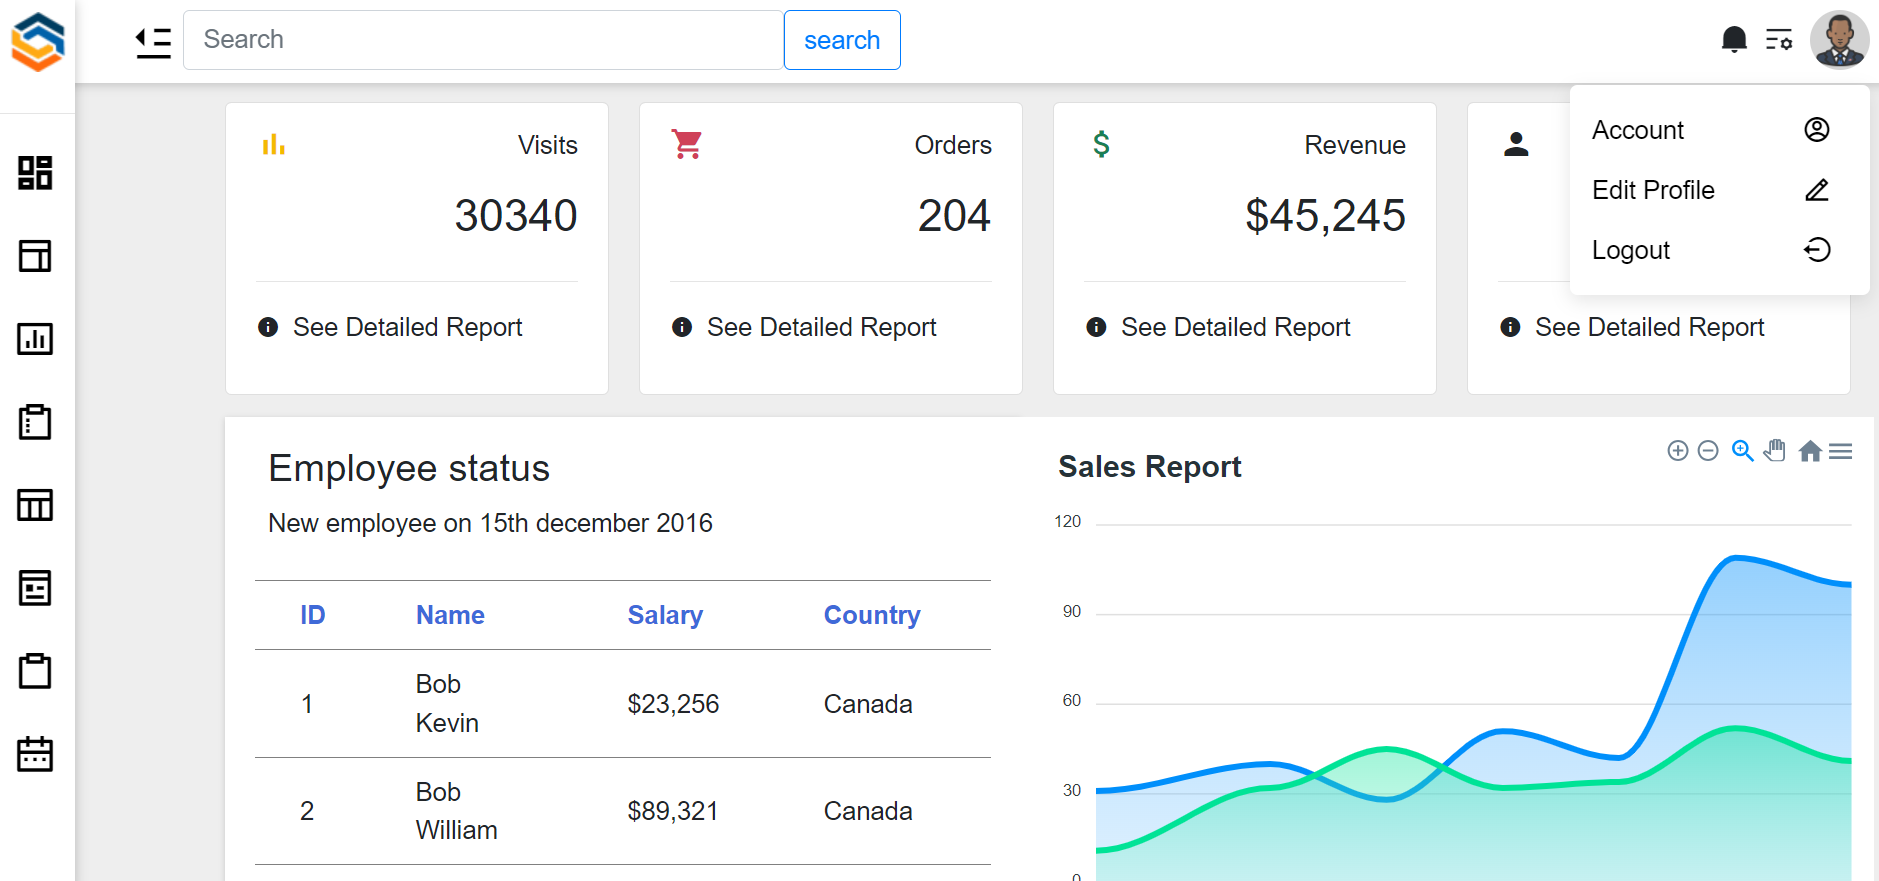 Search
search
Account
Edit Profile
Logout
Visits
30340
See Detailed Report
Orders
204
See Detailed Report
Revenue
$45,245
See Detailed Report
See Detailed Report
Employee status
New employee on 15th december 2016
ID Name Salary Country
1 Bob Kevin $23,256 Canada
2 Bob William $89,321 Canada
Sales Report
120
90
60
30
0